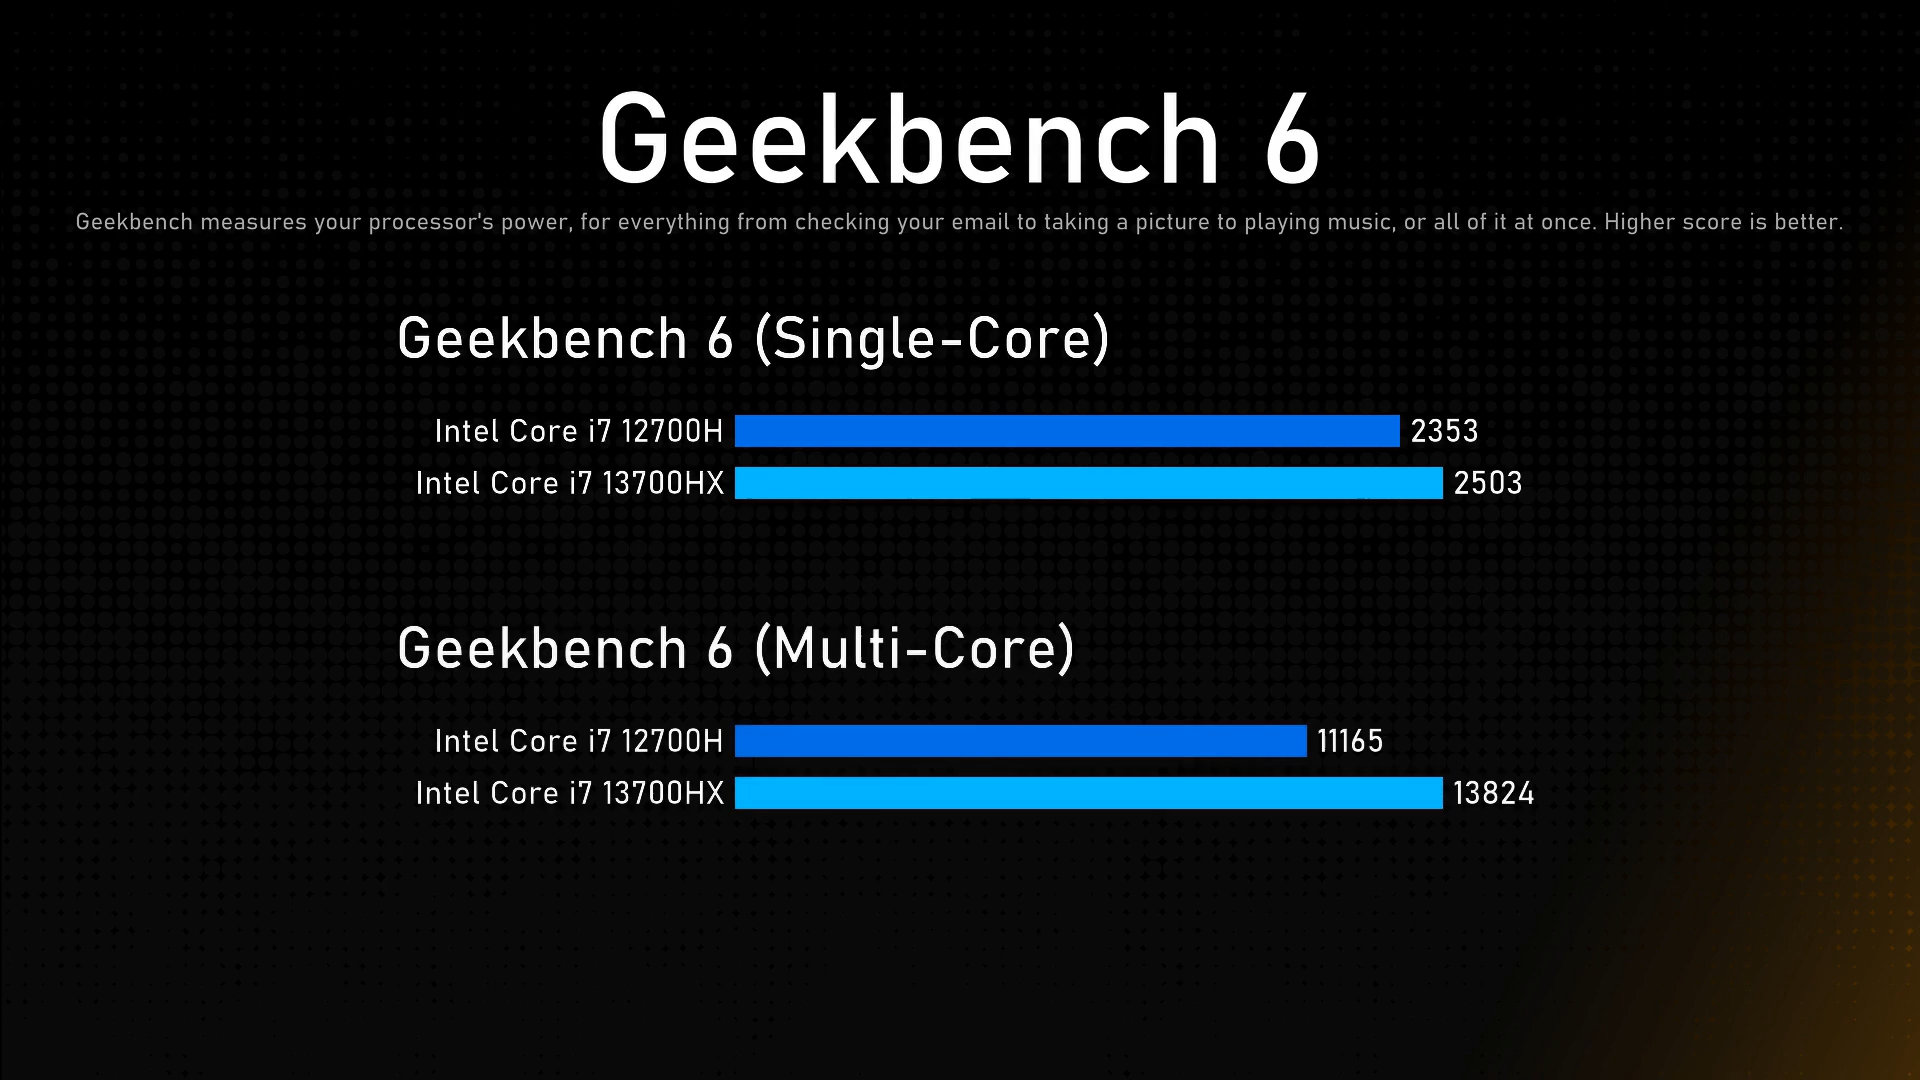 Geekbench 6
Geekbench measures your processor's power, for everything from checking your email to taking a picture to playing music, or all of it at once. Higher score is better.
Geekbench 6 (Single-Core)
Intel Core i7 12700H 2353
Intel Core i7 13700HX 2503
Geekbench 6 (Multi-Core)
Intel Core i7 12700H 11165
Intel Core i7 13700HX 13824